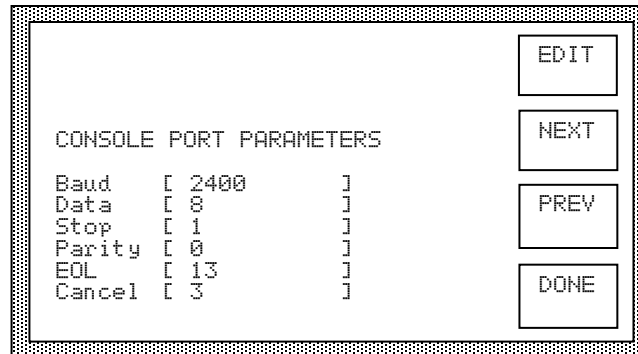 EDIT
NEXT
PREV
DONE
CONSOLE PORT PARAMETERS
Baud [ 2400 ]
Data [ 8 ]
Stop [ 1 ]
Parity [ 0 ]
EOL [ 13 ]
Cancel [ 3 ]